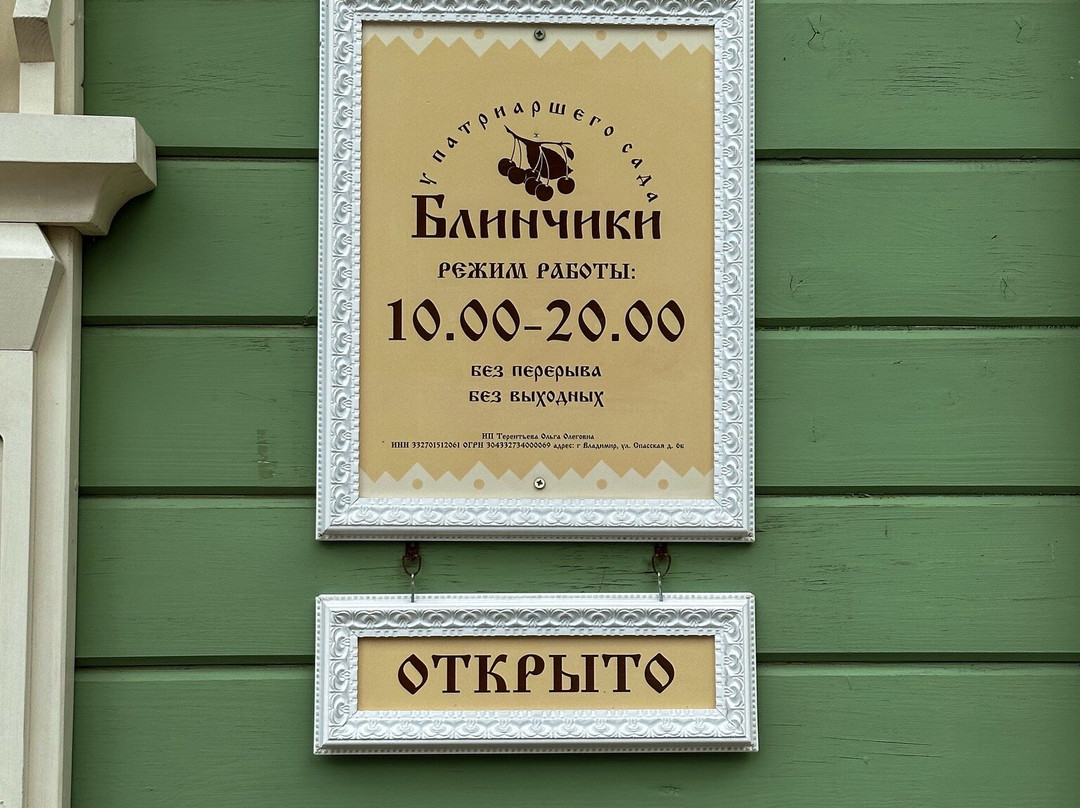 у патриаршего сада
Блинчики
режим работы:
10.00-20.00
без перерыва
без выходных
ИП Терентьева Ольга Олеговна
ИНН 332701512061 ОГРН 304332734000069 адрес: г Владимир, ул. Спасская д. 6б
ОТКРЫТО